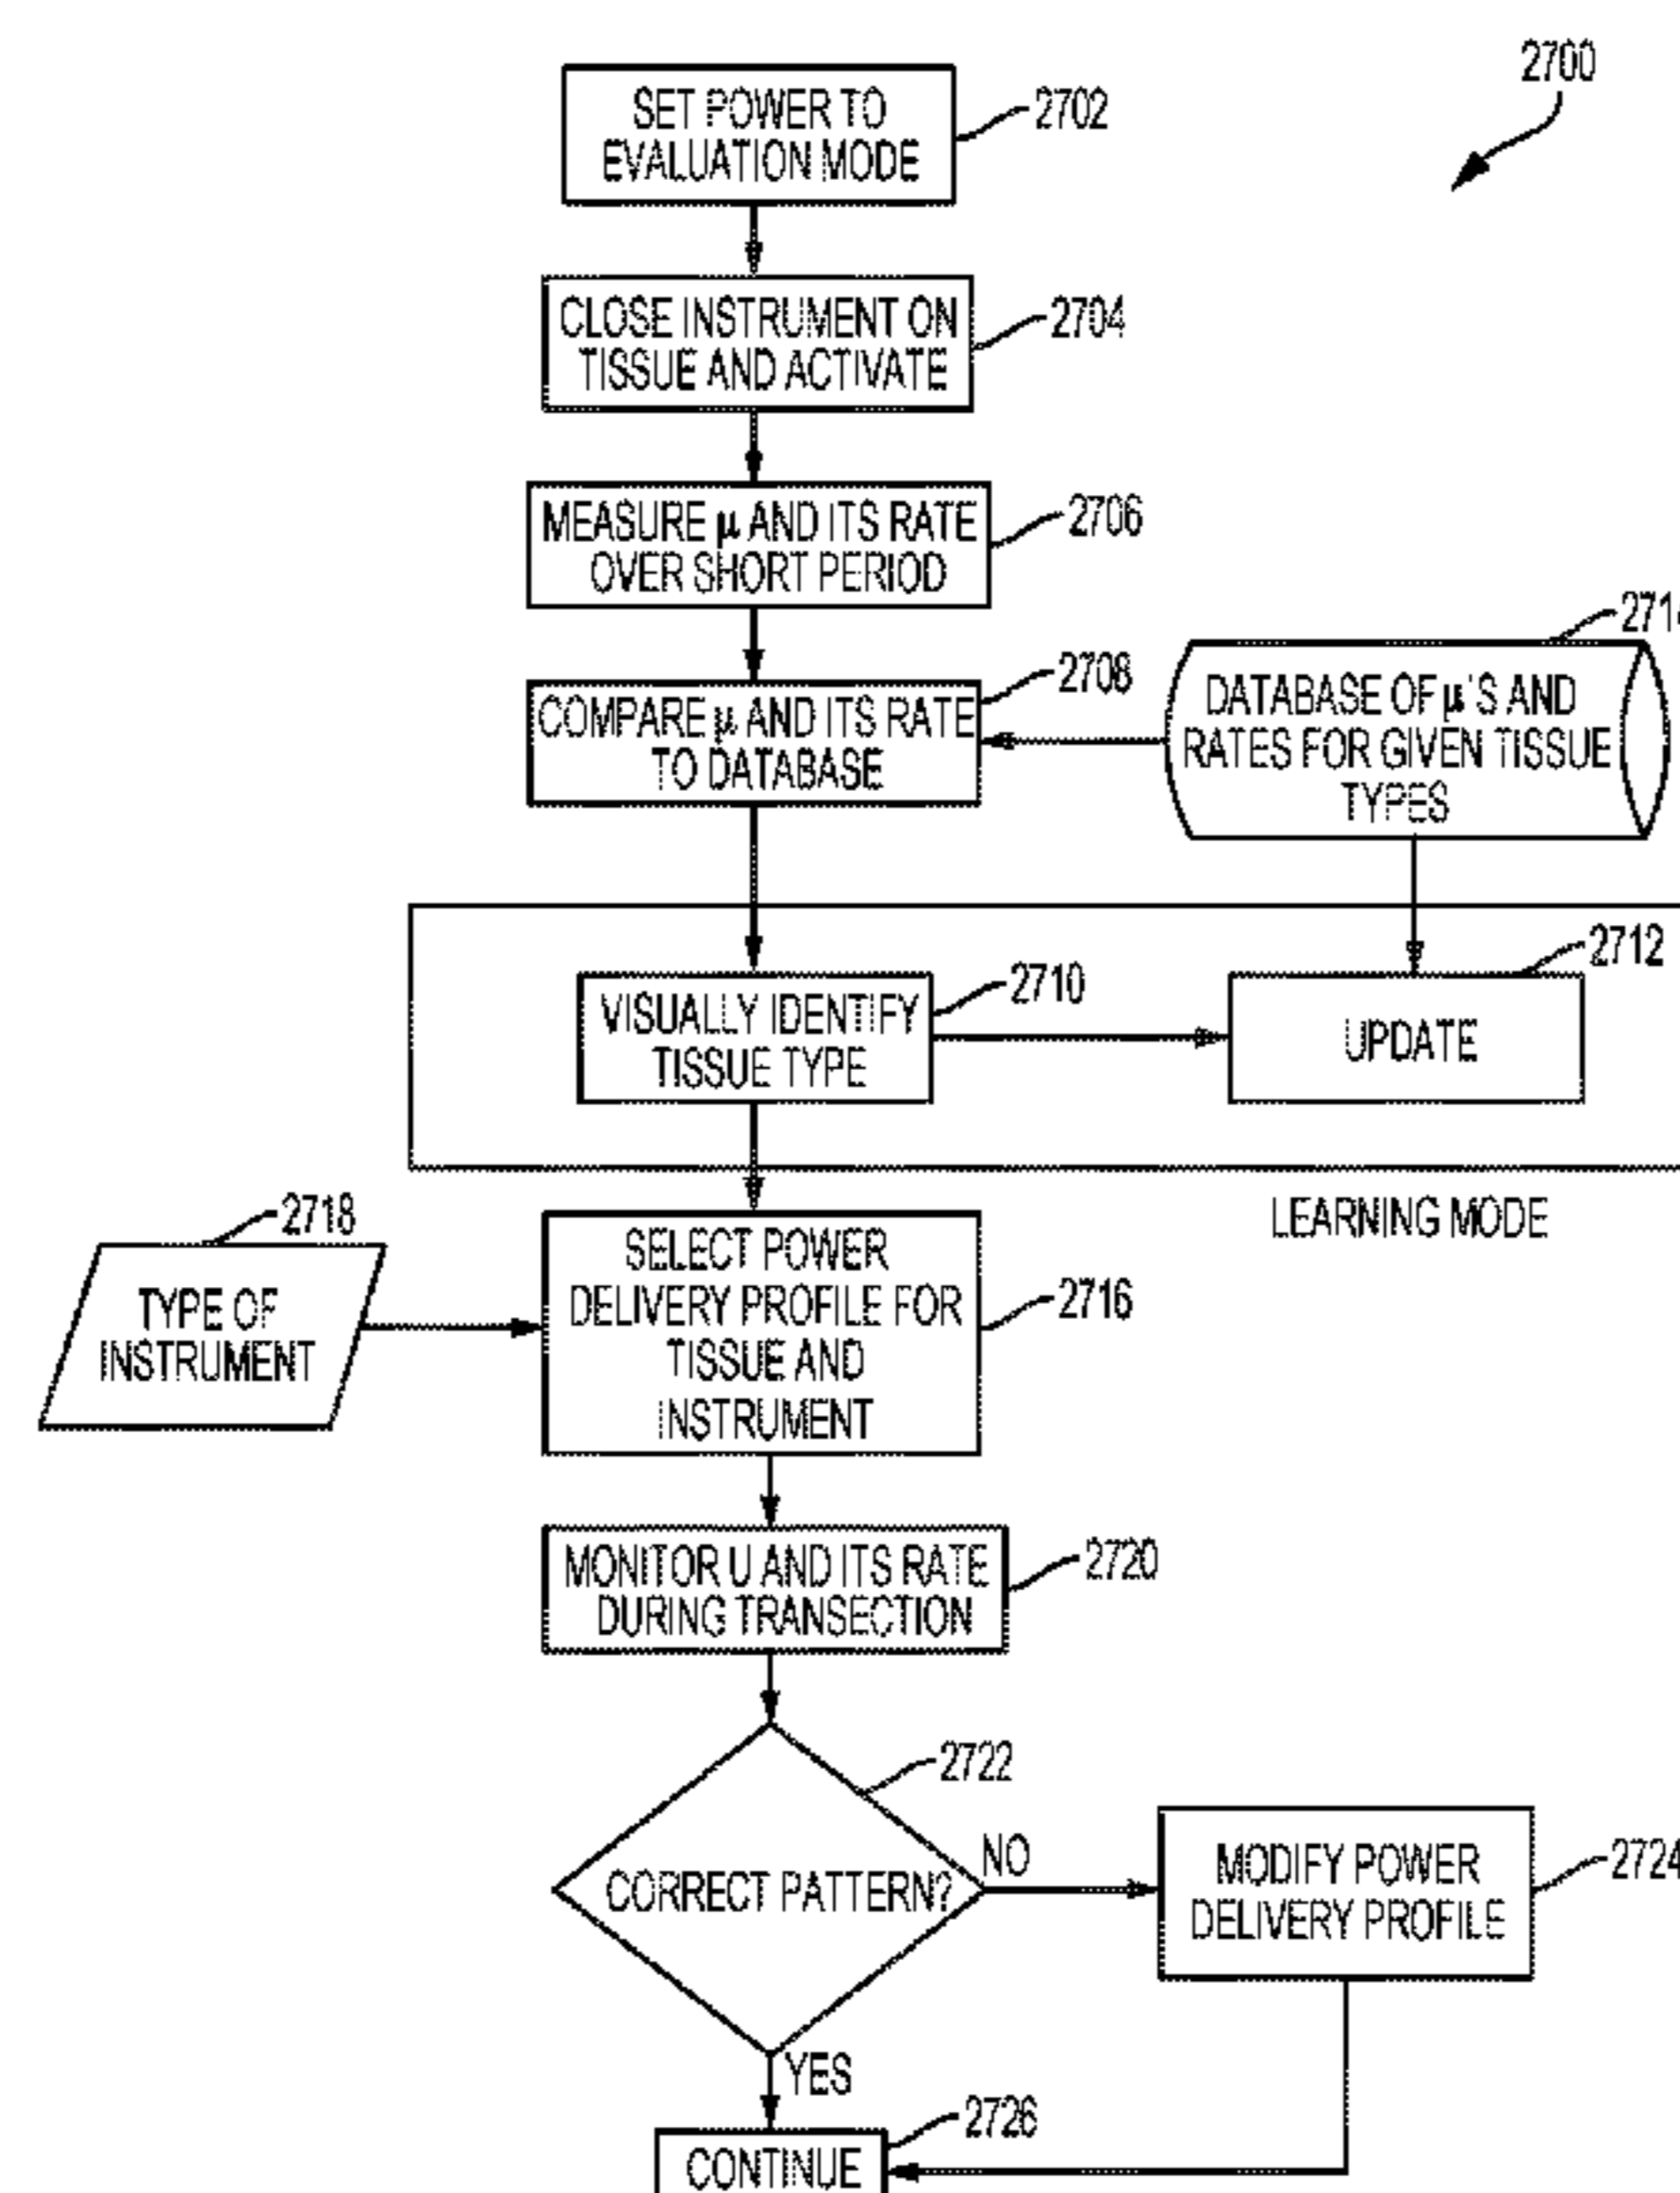 2700
SET POWER TO
EVALUATION MODE
2702
CLOSE INSTRUMENT ON
TISSUE AND ACTIVATE
2704
MEASURE μ AND ITS RATE
OVER SHORT PERIOD
2706
COMPARE μ AND ITS RATE
TO DATABASE
2708
2714
DATABASE OF μ'S AND
RATES FOR GIVEN TISSUE
TYPES
VISUALLY IDENTIFY
TISSUE TYPE
2710
2712
UPDATE
LEARNING MODE
2718
TYPE OF
INSTRUMENT
SELECT POWER
DELIVERY PROFILE FOR
TISSUE AND
INSTRUMENT
2716
MONITOR U AND ITS RATE
DURING TRANSECTION
2720
2722
CORRECT PATTERN?
NO
MODIFY POWER
DELIVERY PROFILE
2724
YES
2726
CONTINUE